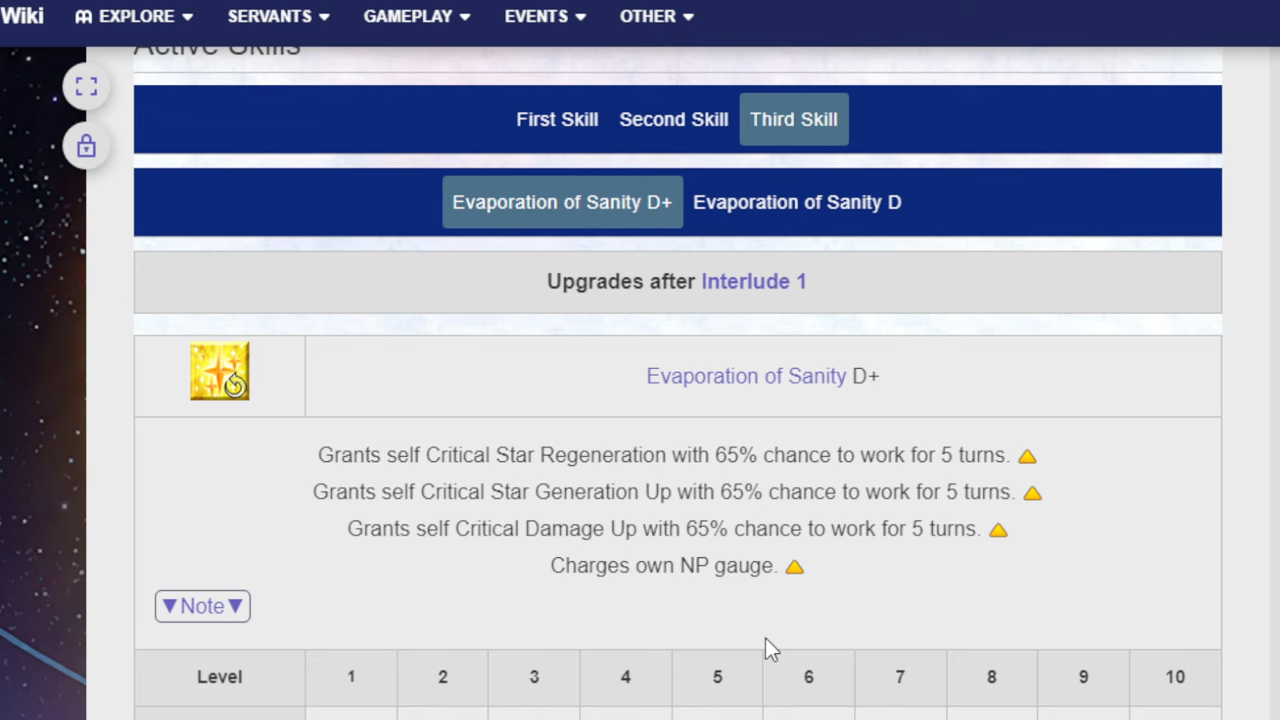 Wiki EXPLORE SERVANTS GAMEPLAY EVENTS OTHER
Active Skills
First Skill Second Skill Third Skill
Evaporation of Sanity D+ Evaporation of Sanity D
Upgrades after Interlude 1
Evaporation of Sanity D+
Grants self Critical Star Regeneration with 65% chance to work for 5 turns.
Grants self Critical Star Generation Up with 65% chance to work for 5 turns.
Grants self Critical Damage Up with 65% chance to work for 5 turns.
Charges own NP gauge.
▼Note▼
Level 1 2 3 4 5 6 7 8 9 10